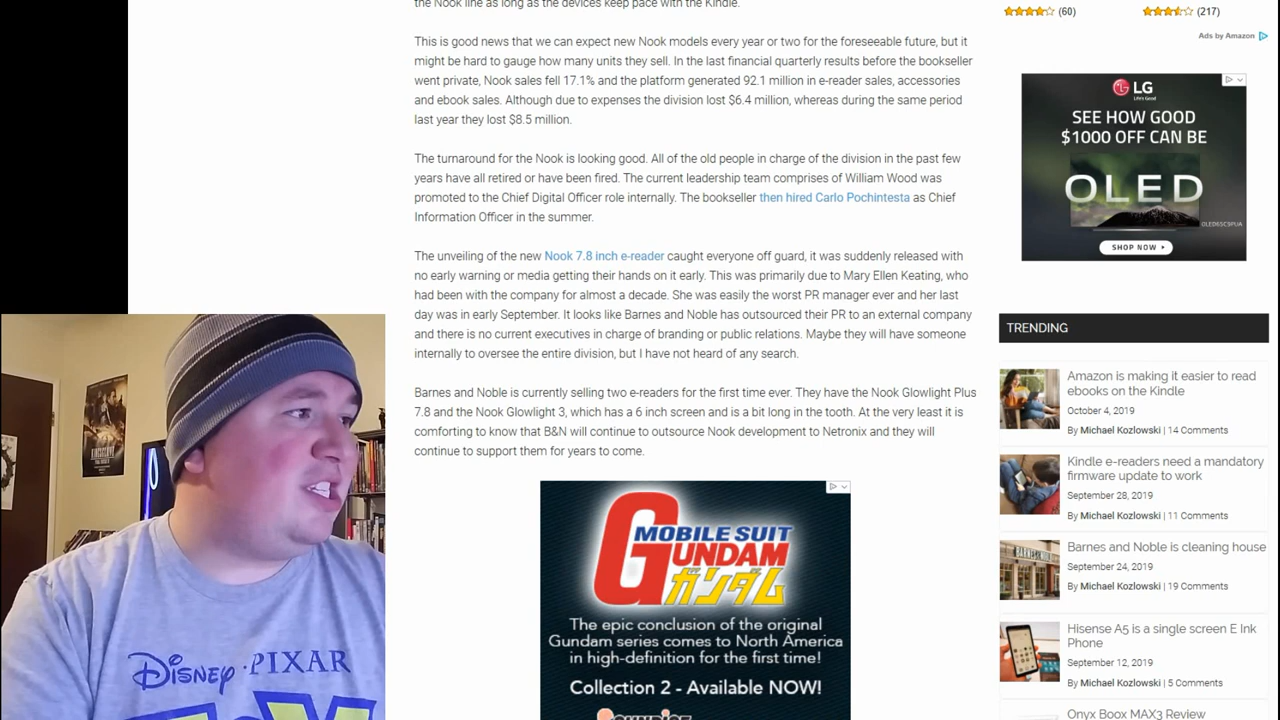 the Nook line as long as the devices keep pace with the Kindle.
This is good news that we can expect new Nook models every year or two for the foreseeable future, but it
might be hard to gauge how many units they sell. In the last financial quarterly results before the bookseller
went private, Nook sales fell 17.1% and the platform generated 92.1 million in e-reader sales, accessories
and ebook sales. Although due to expenses the division lost $6.4 million, whereas during the same period
last year they lost $8.5 million.
The turnaround for the Nook is looking good. All of the old people in charge of the division in the past few
years have all retired or have been fired. The current leadership team comprises of William Wood was
promoted to the Chief Digital Officer role internally. The bookseller then hired Carlo Pochintesta as Chief
Information Officer in the summer.
The unveiling of the new Nook 7.8 inch e-reader caught everyone off guard, it was suddenly released with
no early warning or media getting their hands on it early. This was primarily due to Mary Ellen Keating, who
had been with the company for almost a decade. She was easily the worst PR manager ever and her last
day was in early September. It looks like Barnes and Noble has outsourced their PR to an external company
and there is no current executives in charge of branding or public relations. Maybe they will have someone
internally to oversee the entire division, but I have not heard of any search.
Barnes and Noble is currently selling two e-readers for the first time ever. They have the Nook Glowlight Plus
7.8 and the Nook Glowlight 3, which has a 6 inch screen and is a bit long in the tooth. At the very least it is
comforting to know that B&N will continue to outsource Nook development to Netronix and they will
continue to support them for years to come.
MOBILE SUIT
GUNDAM
ガンダム
The epic conclusion of the original
Gundam series comes to North America
in high-definition for the first time!
Collection 2 - Available NOW!
SUNRISE
(60)
(217)
Ads by Amazon
LG
Life's Good
SEE HOW GOOD
$1000 OFF CAN BE
OLED
OLED65C9PUA
SHOP NOW
TRENDING
Amazon is making it easier to read
ebooks on the Kindle
October 4, 2019
By Michael Kozlowski | 14 Comments
Kindle e-readers need a mandatory
firmware update to work
September 28, 2019
By Michael Kozlowski | 11 Comments
Barnes and Noble is cleaning house
September 24, 2019
By Michael Kozlowski | 19 Comments
Hisense A5 is a single screen E Ink
Phone
September 12, 2019
By Michael Kozlowski | 5 Comments
Onyx Boox MAX3 Review
DISNEY·PIXAR